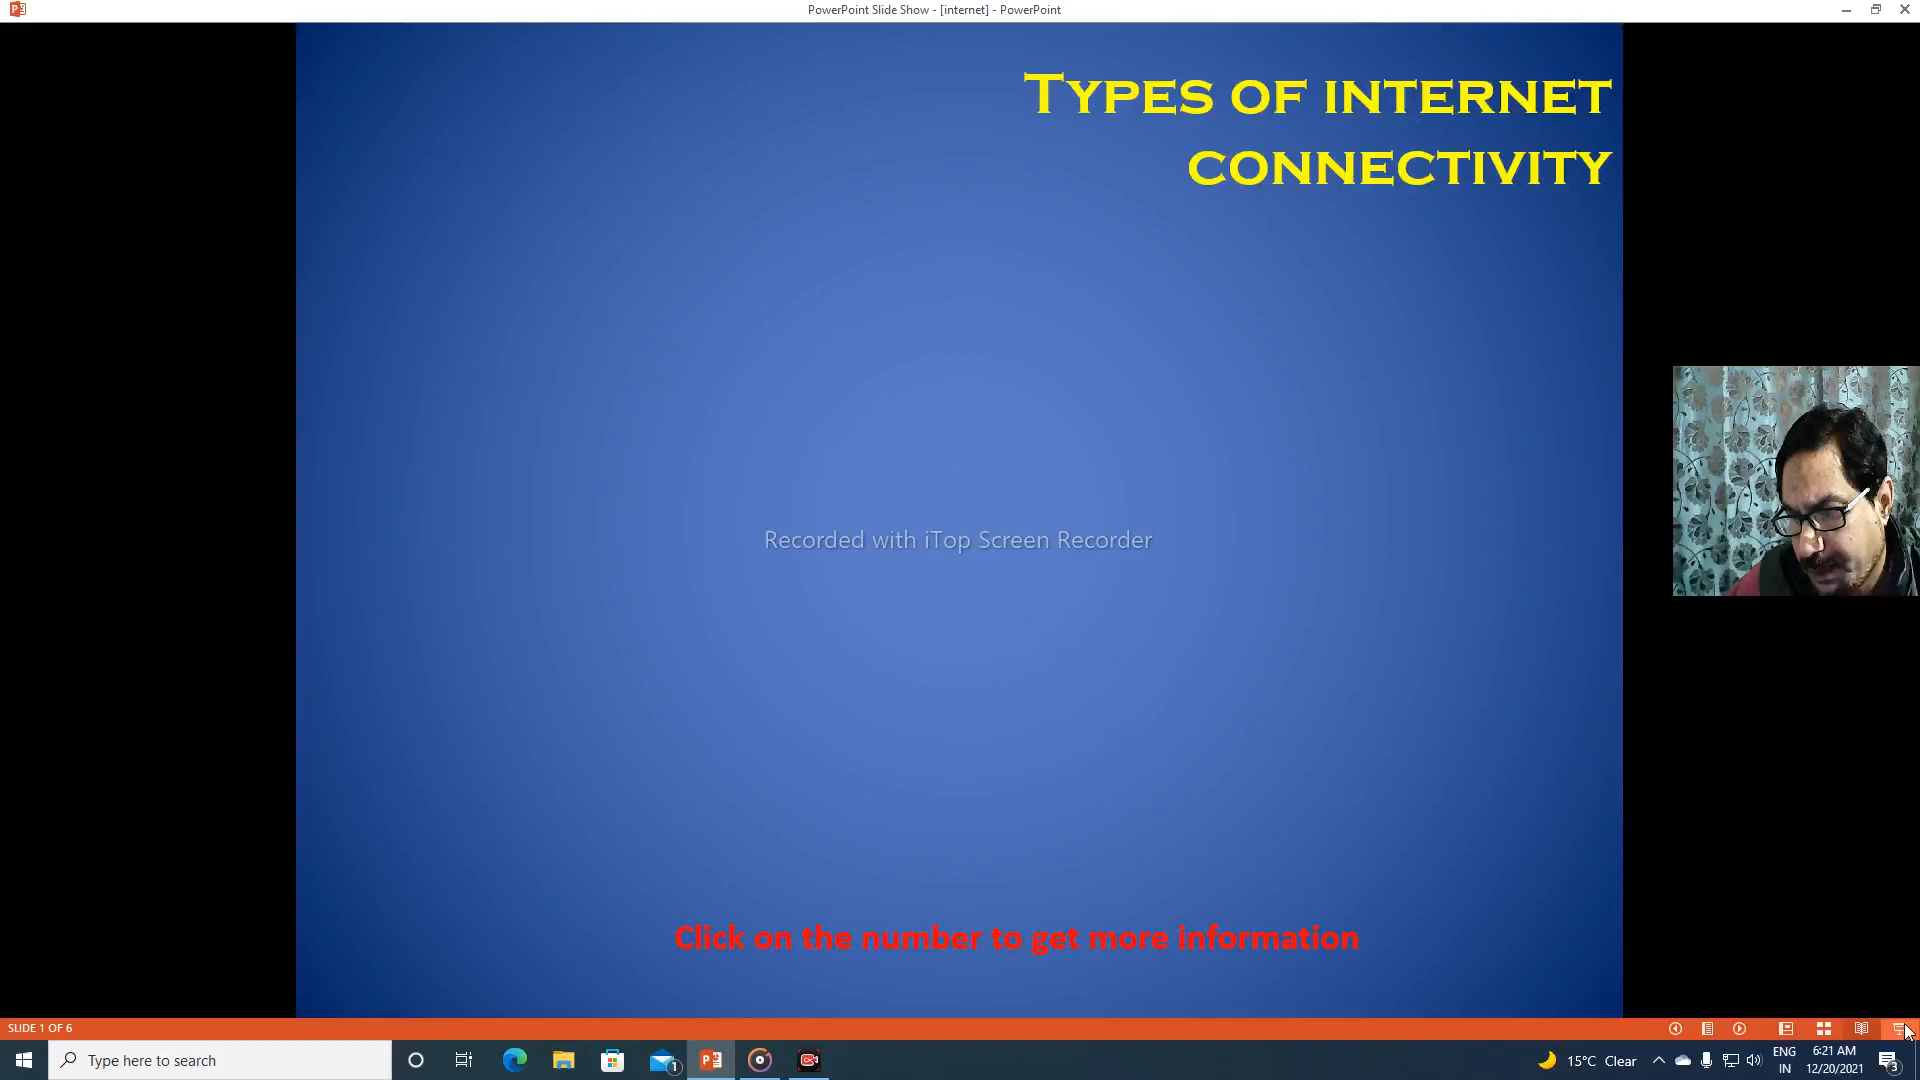 PowerPoint Slide Show - [internet] - PowerPoint
Types of internet
connectivity
Recorded with iTop Screen Recorder
Click on the number to get more information
SLIDE 1 OF 6
Type here to search
1
15°C Clear
ENG
IN
6:21 AM
12/20/2021
3